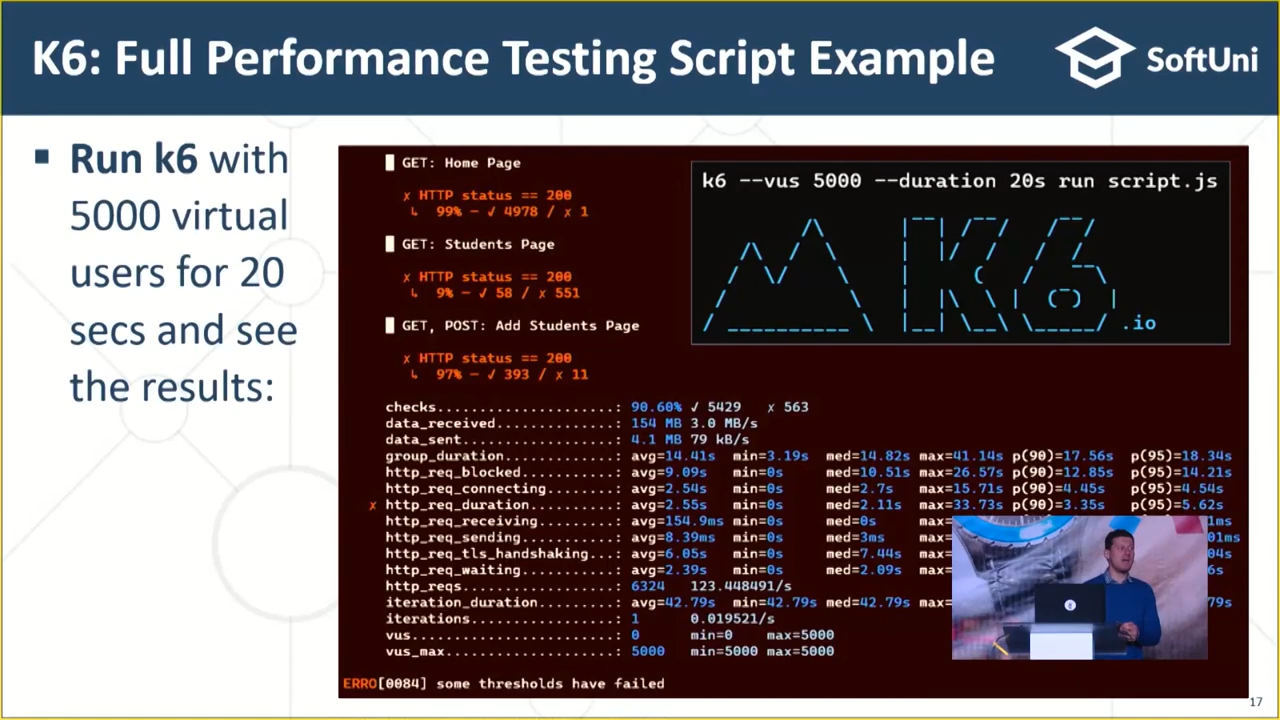 K6: Full Performance Testing Script Example
SoftUni
▪ Run k6 with
5000 virtual
users for 20
secs and see
the results:
k6 --vus 5000 --duration 20s run script.js
K6
.io
█ GET: Home Page
✗ HTTP status == 200
↳ 99% — ✓ 4978 / ✗ 1
█ GET: Students Page
✗ HTTP status == 200
↳ 9% — ✓ 58 / ✗ 551
█ GET, POST: Add Students Page
✗ HTTP status == 200
↳ 97% — ✓ 393 / ✗ 11
checks.....................: 90.60% ✓ 5429 ✗ 563
data_received..............: 154 MB 3.0 MB/s
data_sent..................: 4.1 MB 79 kB/s
group_duration.............: avg=14.41s min=3.19s med=14.82s max=41.14s p(90)=17.56s p(95)=18.34s
http_req_blocked...........: avg=9.09s min=0s med=10.51s max=26.57s p(90)=12.85s p(95)=14.21s
http_req_connecting........: avg=2.54s min=0s med=2.7s max=15.71s p(90)=4.45s p(95)=4.54s
✗ http_req_duration..........: avg=2.55s min=0s med=2.11s max=33.73s p(90)=3.35s p(95)=5.62s
http_req_receiving.........: avg=154.9ms min=0s med=0s max= 1ms
http_req_sending...........: avg=8.39ms min=0s med=3ms max= 01ms
http_req_tls_handshaking...: avg=6.05s min=0s med=7.44s max= 04s
http_req_waiting...........: avg=2.39s min=0s med=2.09s max= 6s
http_reqs..................: 6324 123.448491/s
iteration_duration.........: avg=42.79s min=42.79s med=42.79s max= 79s
iterations.................: 1 0.019521/s
vus........................: 0 min=0 max=5000
vus_max....................: 5000 min=5000 max=5000
ERRO[0084] some thresholds have failed
17